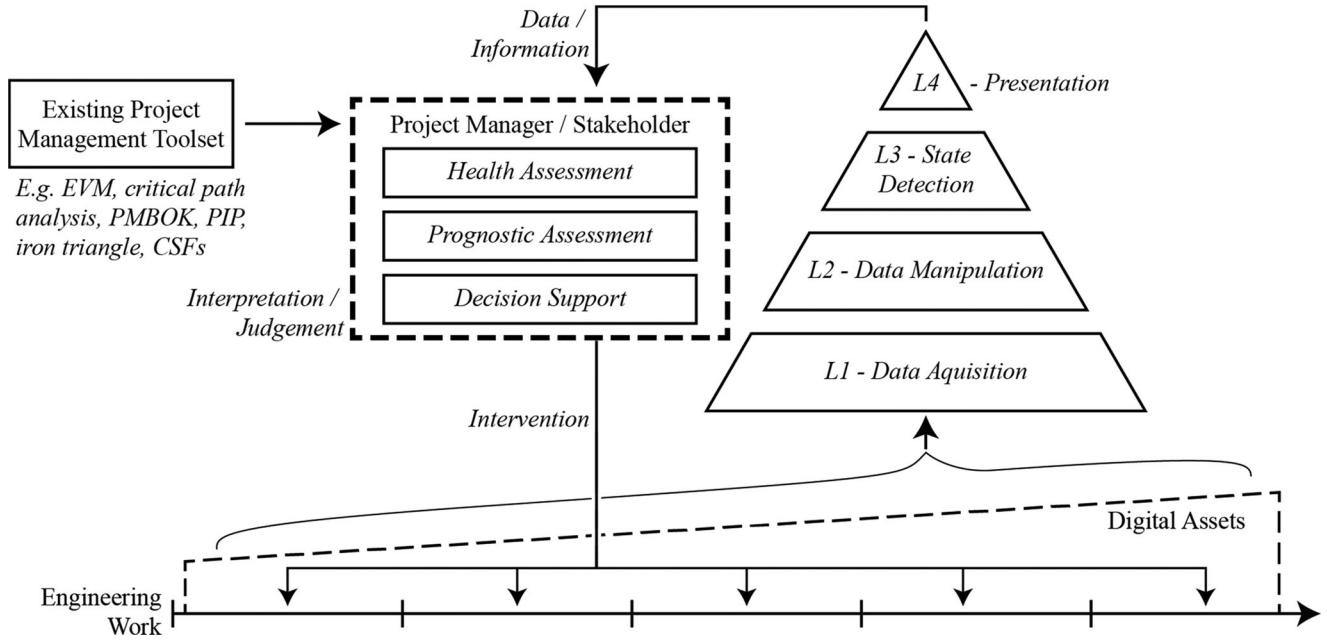 Data /
Information
Existing Project
Management Toolset
E.g. EVM, critical path
analysis, PMBOK, PIP,
iron triangle, CSFs
Project Manager / Stakeholder
Health Assessment
Prognostic Assessment
Decision Support
Interpretation /
Judgement
Intervention
L4 - Presentation
L3 - State
Detection
L2 - Data Manipulation
L1 - Data Aquisition
Digital Assets
Engineering
Work